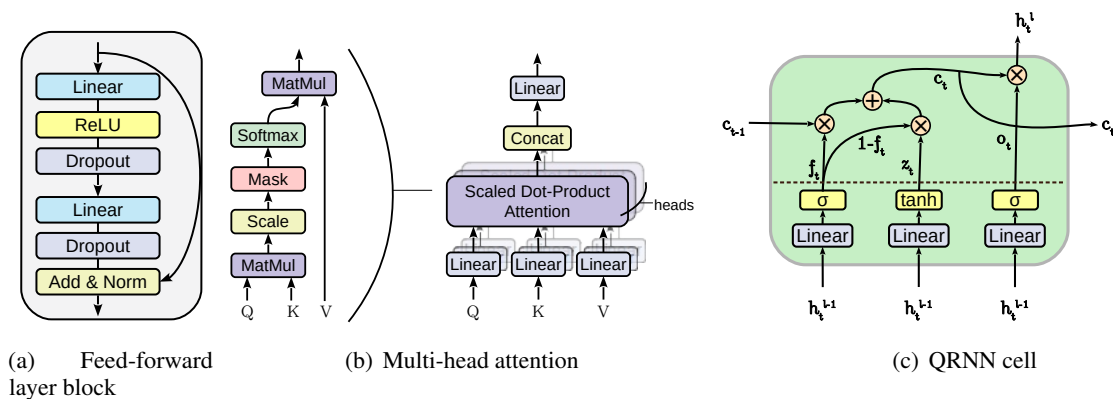 Linear
ReLU
Dropout
Linear
Dropout
Add & Norm
MatMul
Softmax
Mask
Scale
MatMul
Q K V
Linear
Concat
Scaled Dot-Product
Attention
heads
Linear Linear Linear
Q K V
h_t^l
c_t
c_{t-1}
c_t
1-f_t
o_t
f_t
z_t
σ tanh σ
Linear Linear Linear
h_t^{l-1} h_t^{l-1} h_t^{l-1}
(a) Feed-forward
layer block
(b) Multi-head attention
(c) QRNN cell